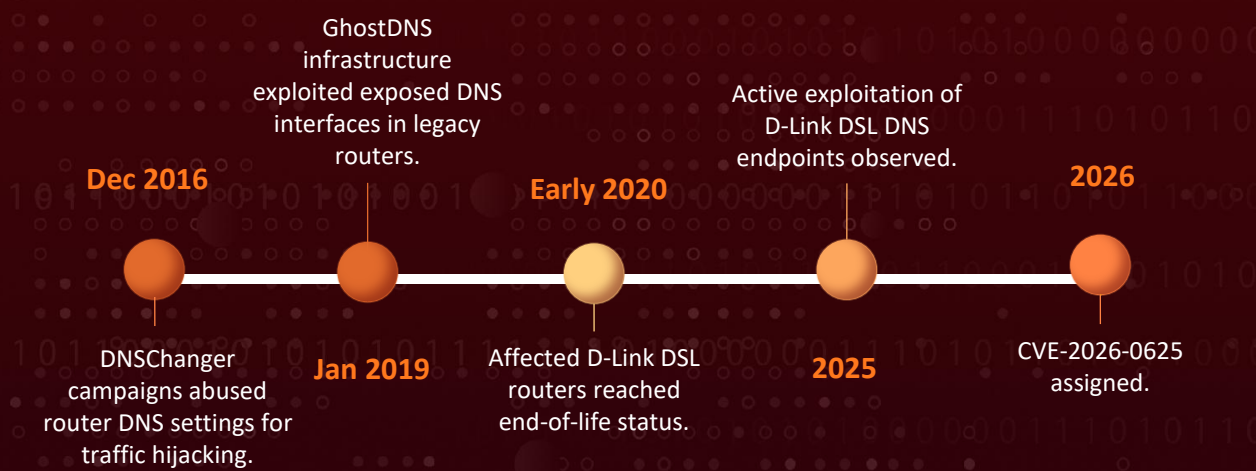 Dec 2016
DNSChanger
campaigns abused
router DNS settings for
traffic hijacking.
GhostDNS
infrastructure
exploited exposed DNS
interfaces in legacy
routers.
Jan 2019
Early 2020
Affected D-Link DSL
routers reached
end-of-life status.
Active exploitation of
D-Link DSL DNS
endpoints observed.
2025
2026
CVE-2026-0625
assigned.